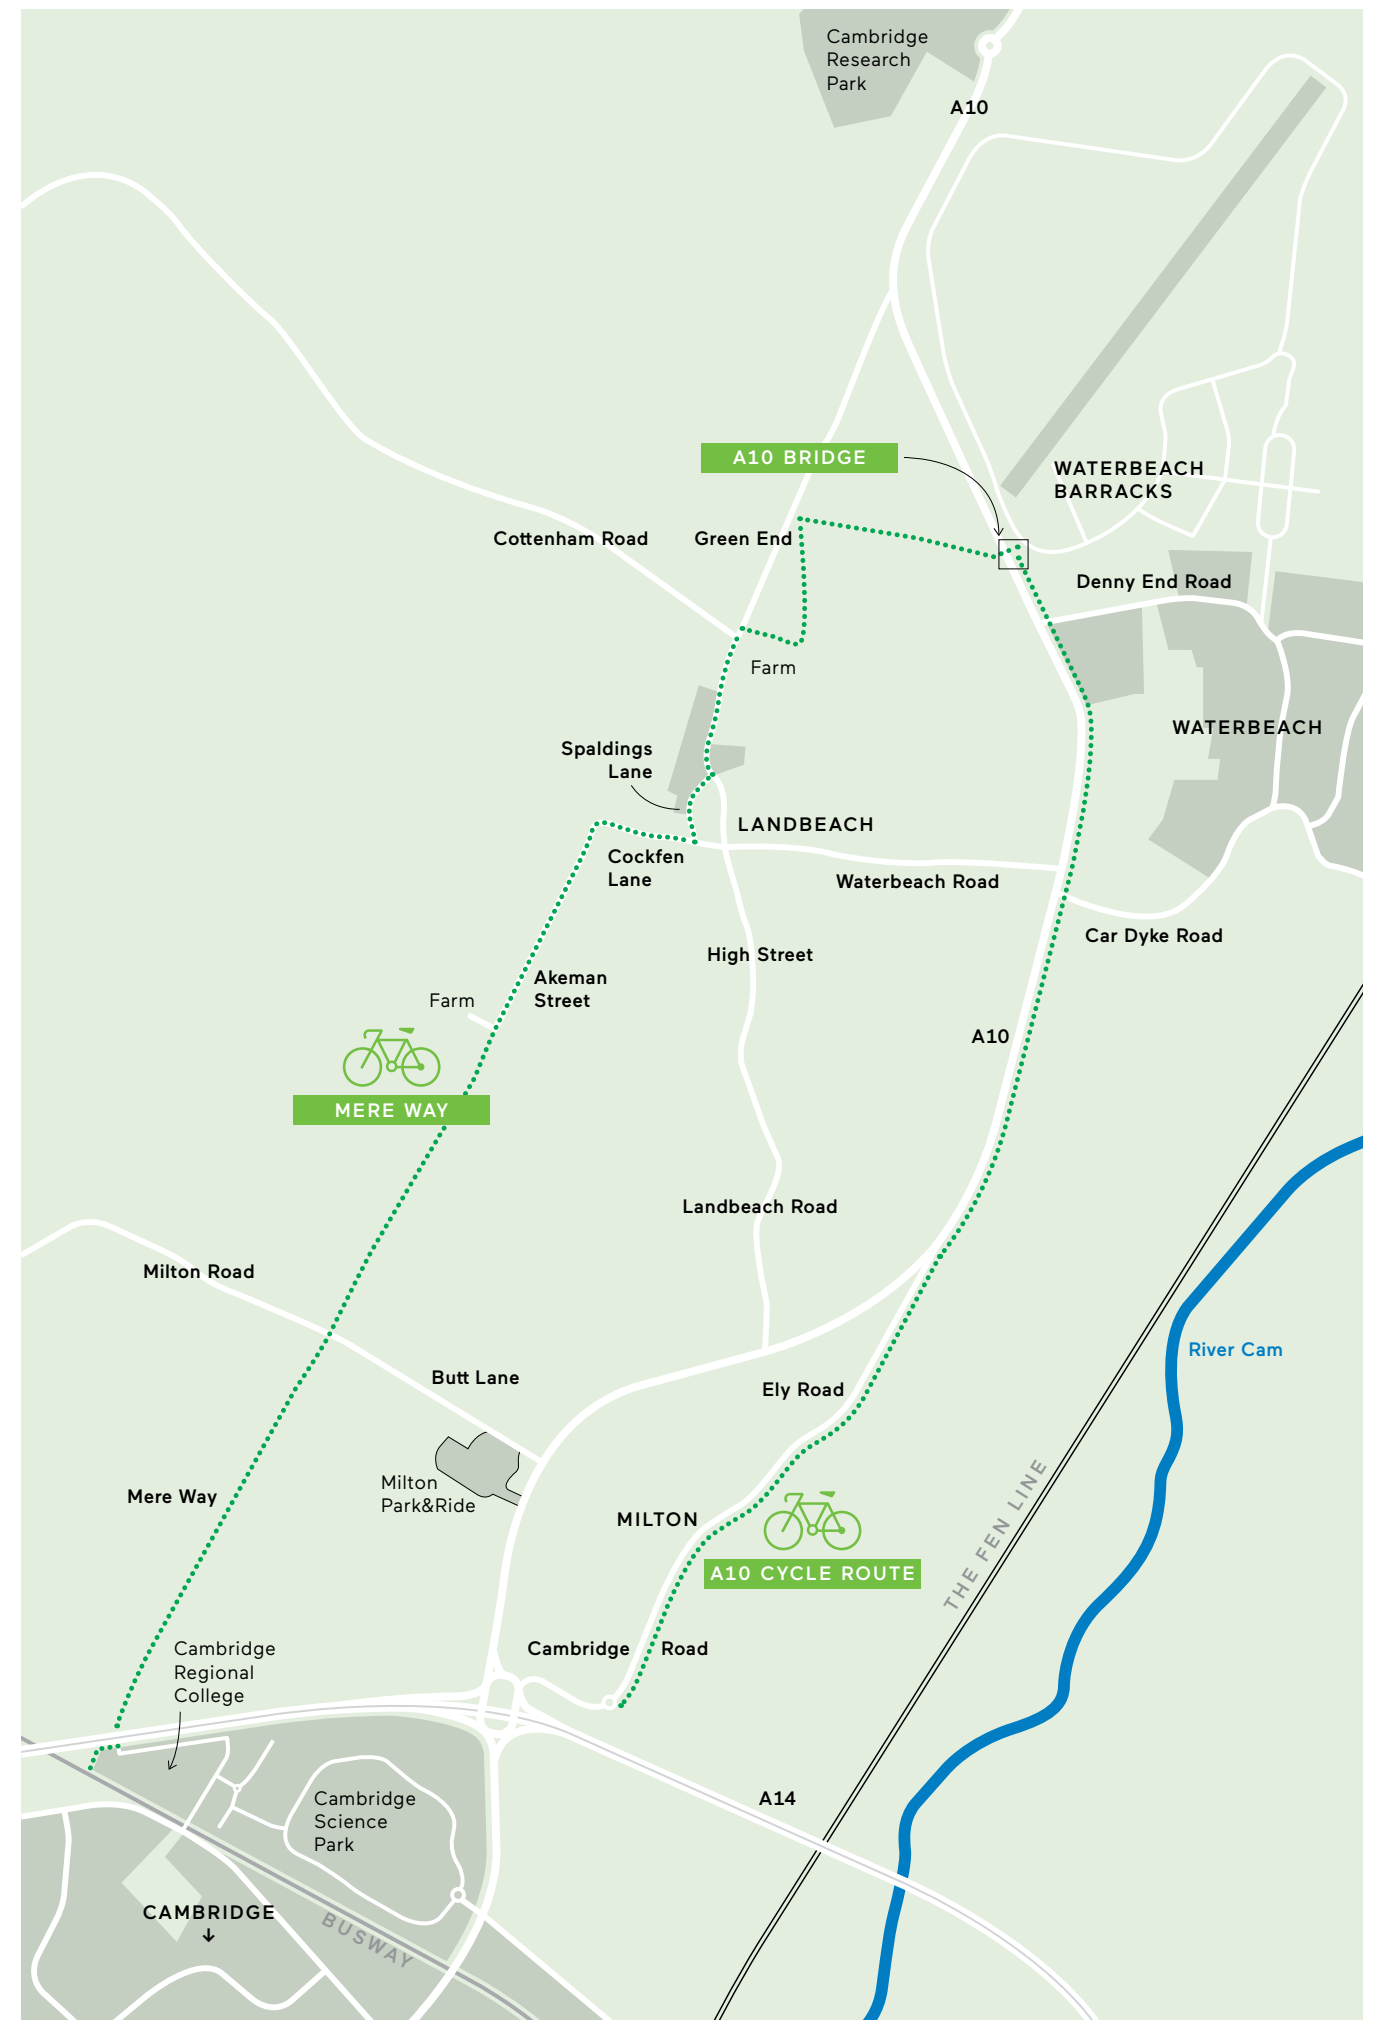 Cambridge
Research
Park
A10
A10 BRIDGE
WATERBEACH
BARRACKS
Cottenham Road
Green End
Denny End Road
Farm
WATERBEACH
Spaldings
Lane
LANDBEACH
Cockfen
Lane
Waterbeach Road
Car Dyke Road
High Street
Akeman
Street
Farm
A10
MERE WAY
Landbeach Road
Milton Road
River Cam
Butt Lane
Ely Road
Milton
Park&Ride
Mere Way
MILTON
THE FEN LINE
A10 CYCLE ROUTE
Cambridge Road
Cambridge
Regional
College
A14
Cambridge
Science
Park
CAMBRIDGE
↓
BUSWAY